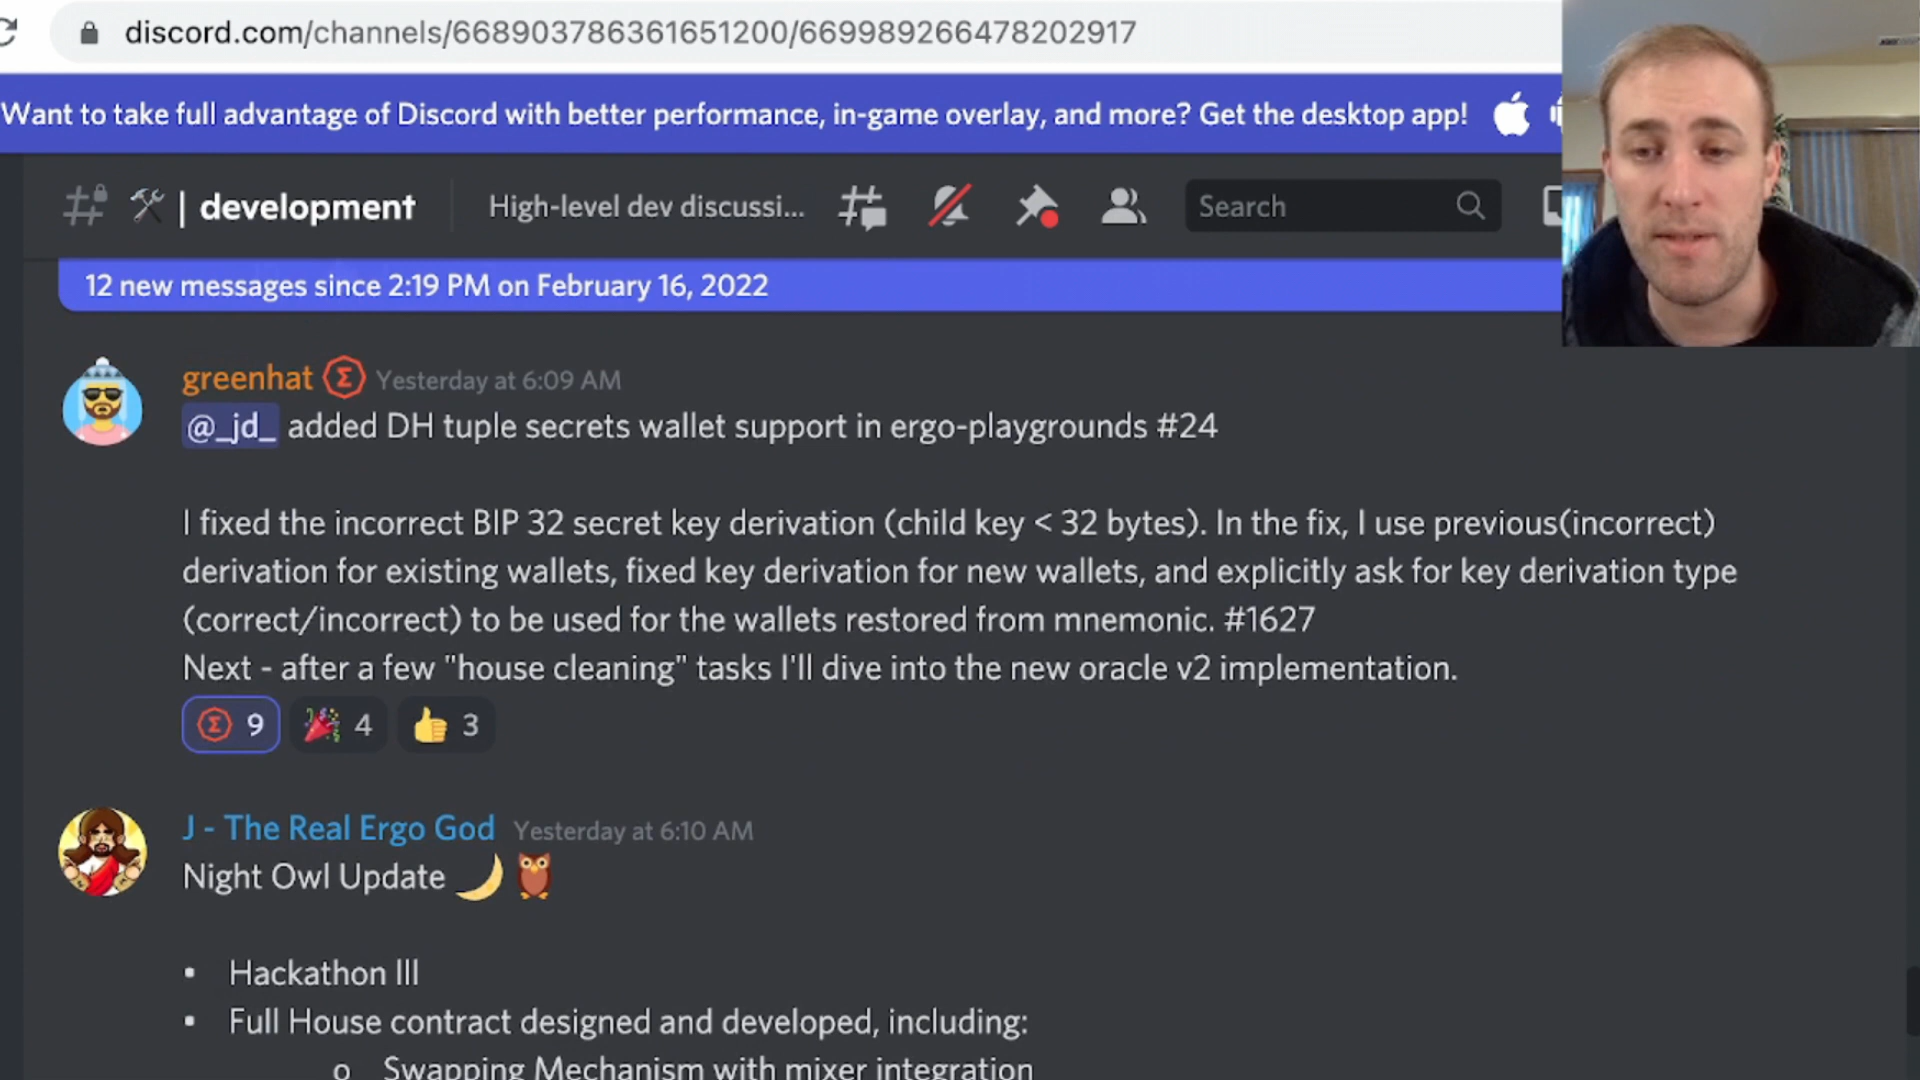 discord.com/channels/668903786361651200/669989266478202917
Want to take full advantage of Discord with better performance, in-game overlay, and more? Get the desktop app!
| development
High-level dev discussi...
Search
12 new messages since 2:19 PM on February 16, 2022
greenhat Yesterday at 6:09 AM
@_jd_ added DH tuple secrets wallet support in ergo-playgrounds #24
I fixed the incorrect BIP 32 secret key derivation (child key < 32 bytes). In the fix, I use previous(incorrect)
derivation for existing wallets, fixed key derivation for new wallets, and explicitly ask for key derivation type
(correct/incorrect) to be used for the wallets restored from mnemonic. #1627
Next - after a few "house cleaning" tasks I'll dive into the new oracle v2 implementation.
9 4 3
J - The Real Ergo God Yesterday at 6:10 AM
Night Owl Update
• Hackathon III
• Full House contract designed and developed, including:
o Swapping Mechanism with mixer integration